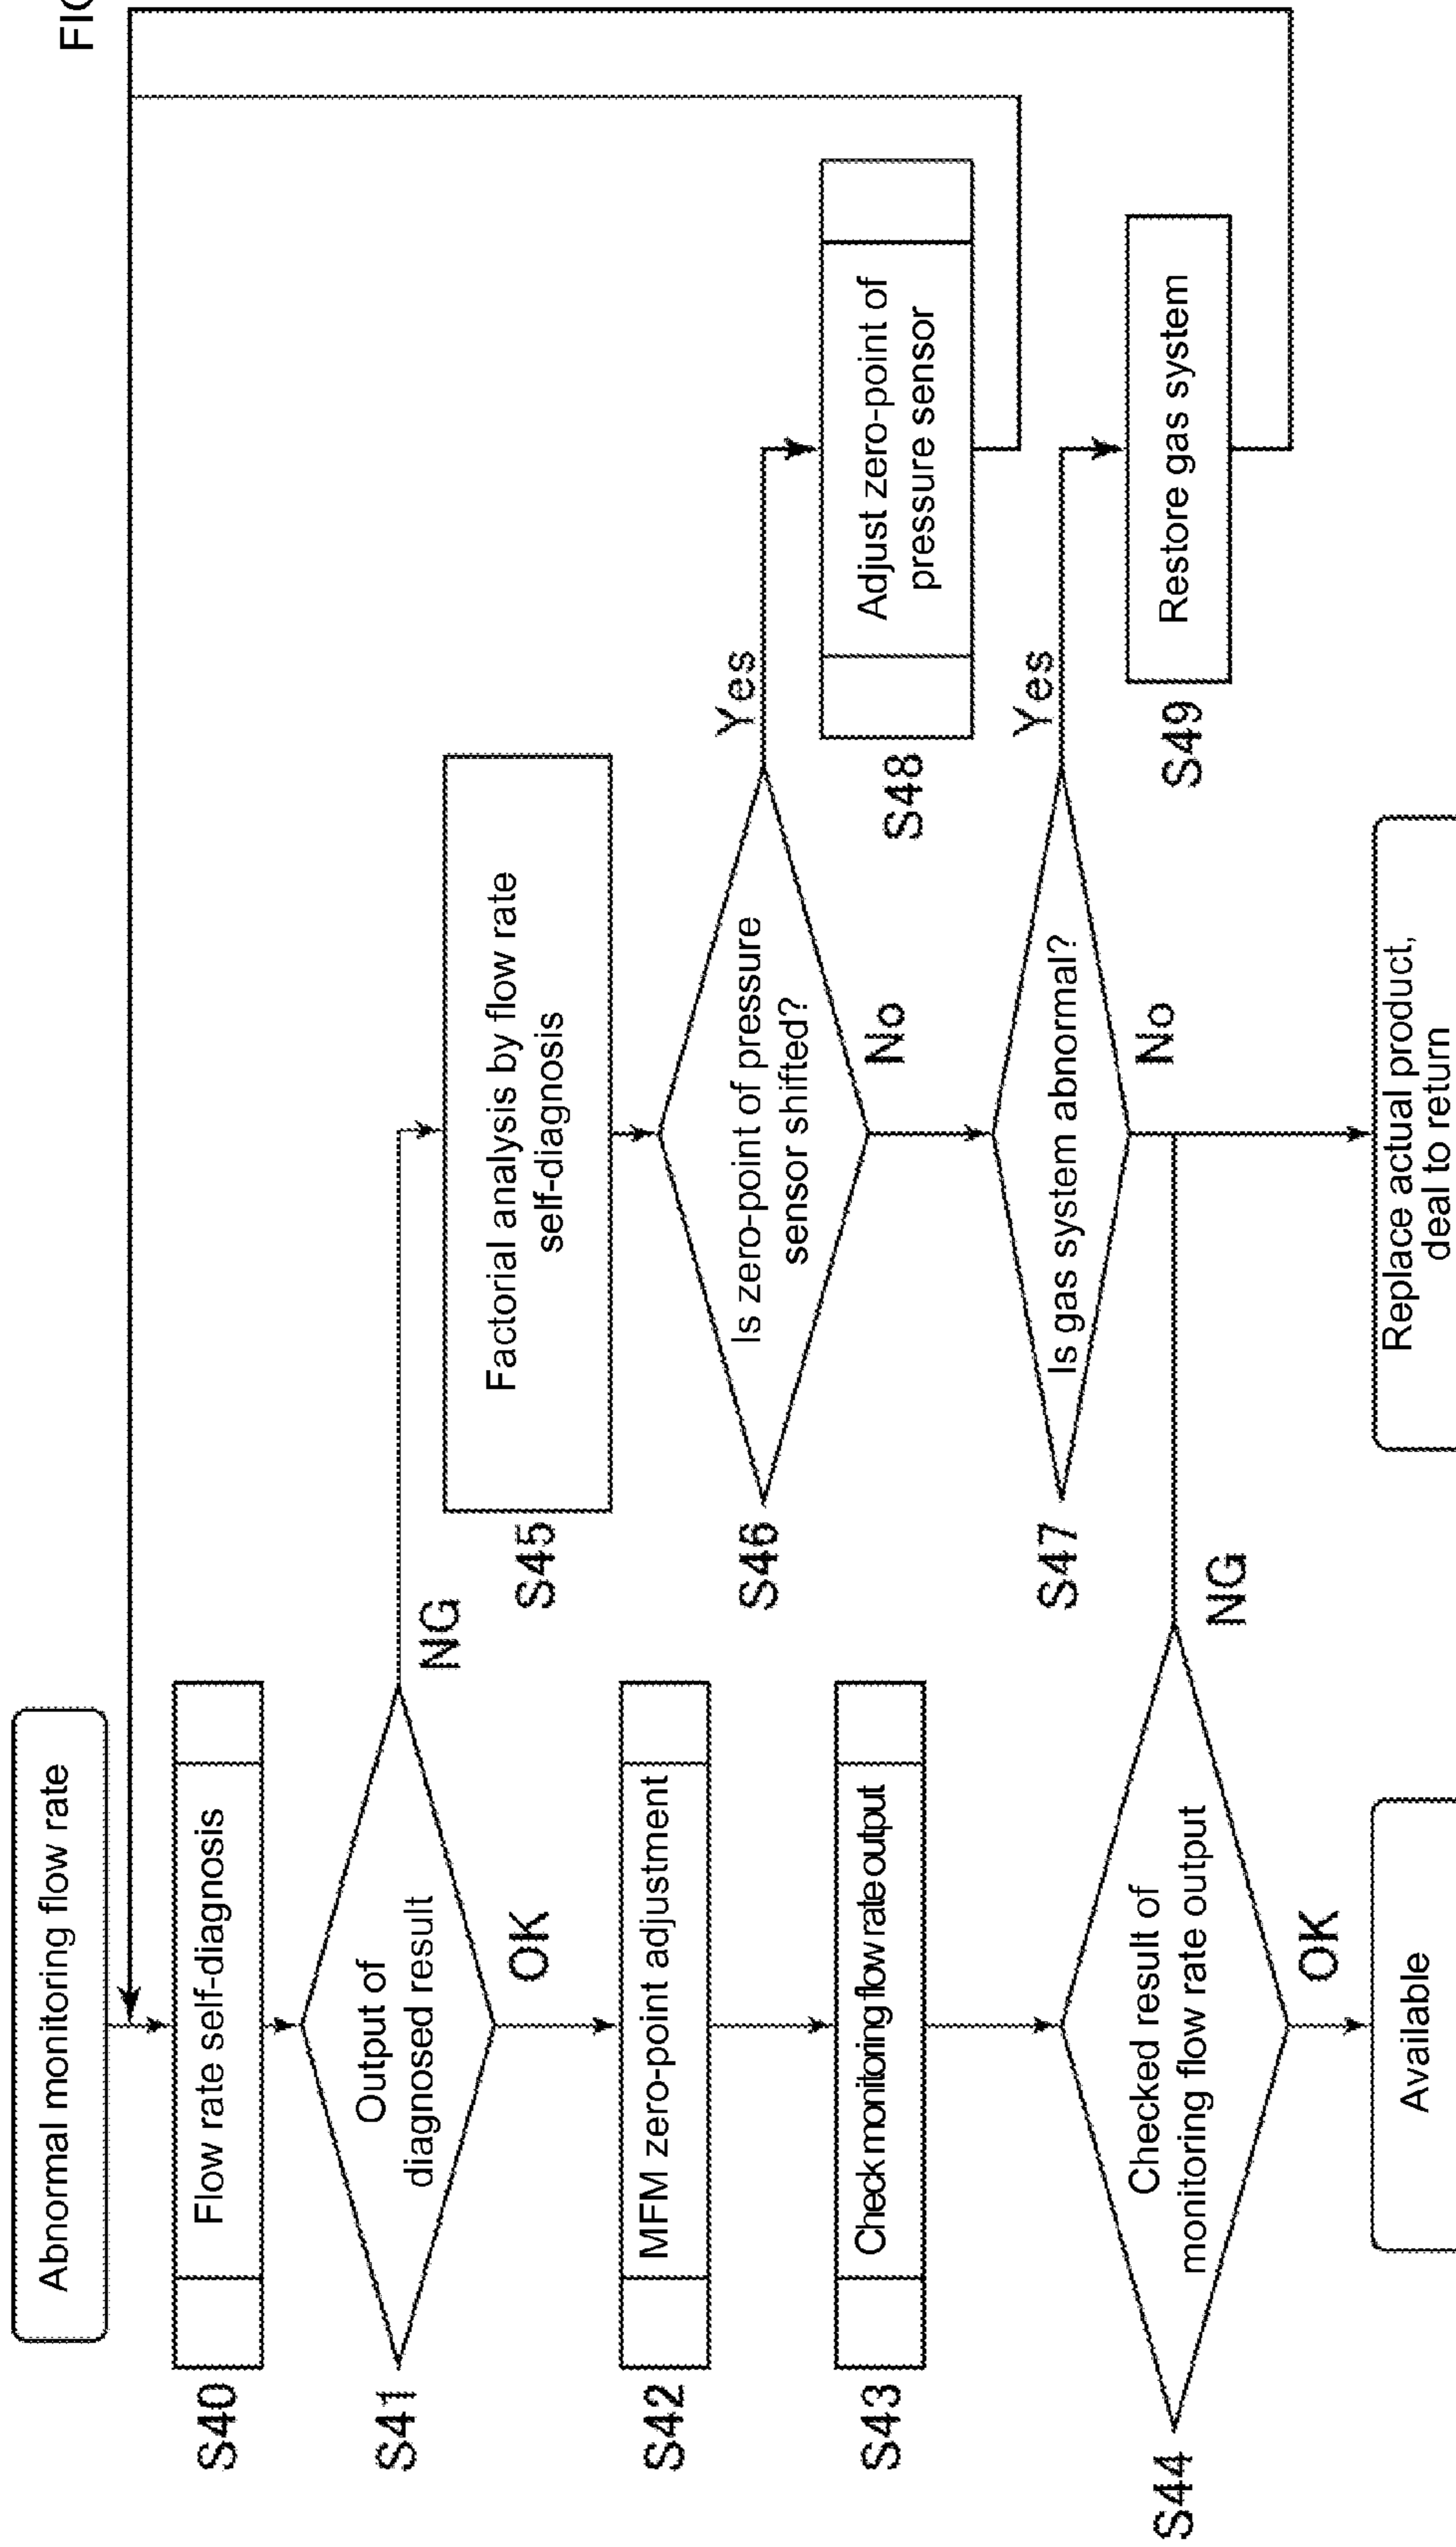 FIG
Abnormal monitoring flow rate
S40
Flow rate self-diagnosis
S41
Output of
diagnosed result
NG
OK
S42
MFM zero-point adjustment
S43
Check monitoring flow rate output
S44
Checked result of
monitoring flow rate output
NG
OK
Available
S45
Factorial analysis by flow rate
self-diagnosis
S46
Is zero-point of pressure
sensor shifted?
Yes
No
S48
Adjust zero-point of
pressure sensor
S47
Is gas system abnormal?
Yes
No
S49
Restore gas system
Replace actual product,
deal to return